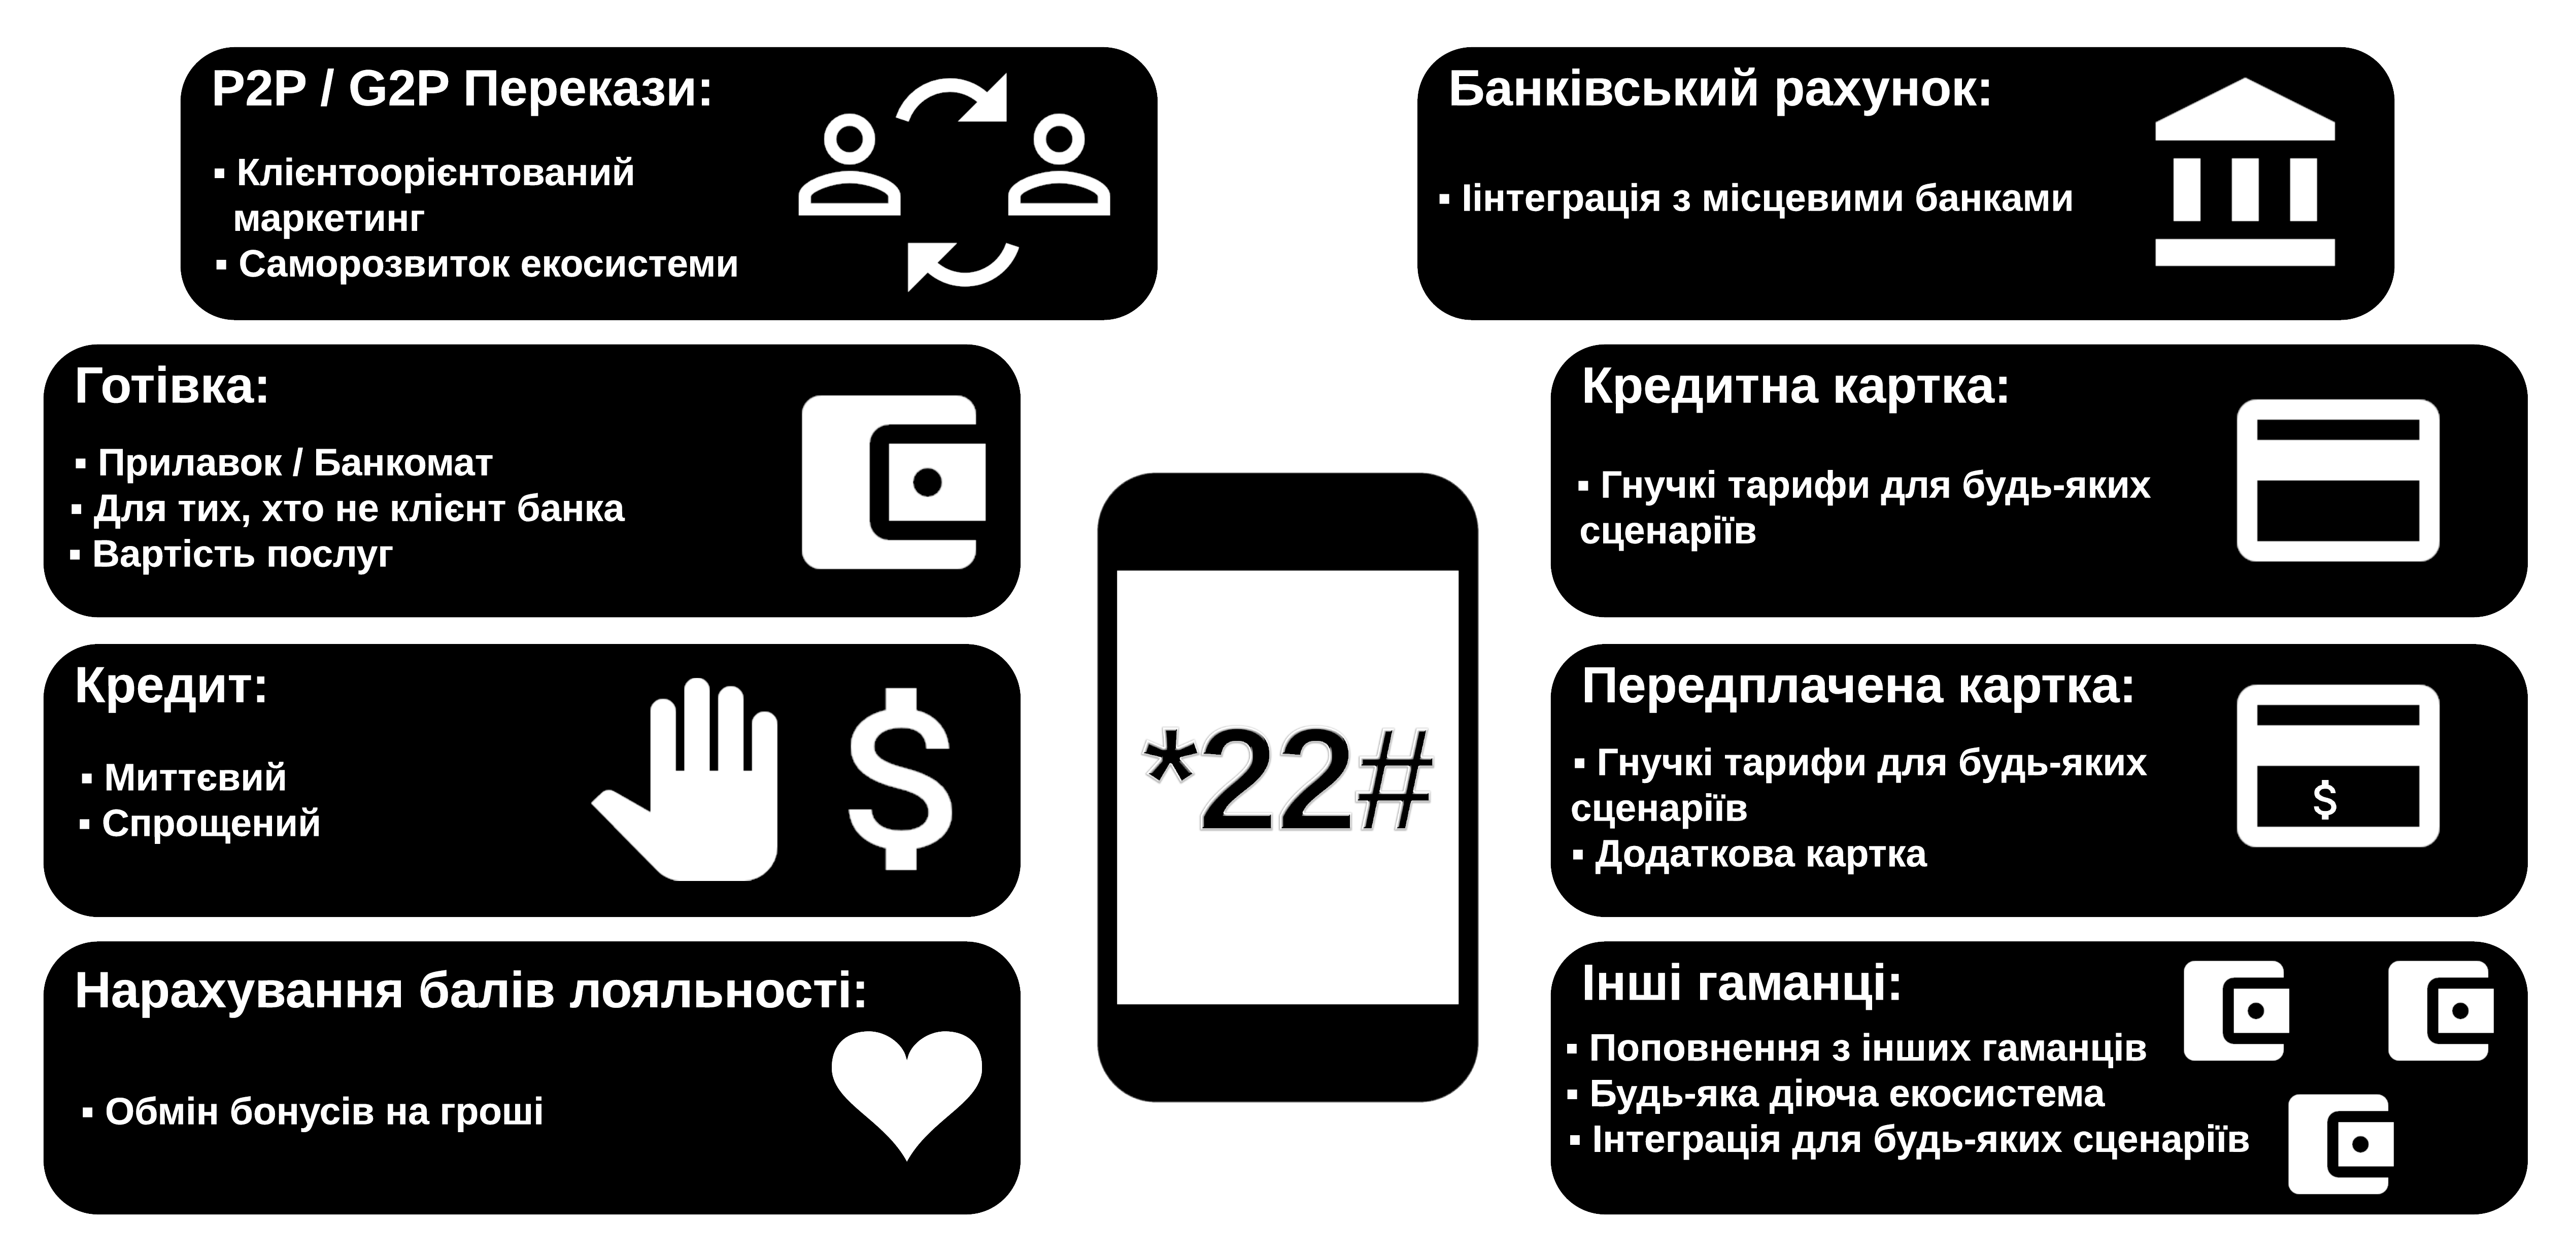 P2P / G2P Перекази:
▪ Клієнтоорієнтований
маркетинг
▪ Саморозвиток екосистеми
Банківський рахунок:
▪ Іінтеграція з місцевими банками
Готівка:
▪ Прилавок / Банкомат
▪ Для тих, хто не клієнт банка
▪ Вартість послуг
Кредитна картка:
▪ Гнучкі тарифи для будь-яких
сценаріїв
Кредит:
▪ Миттєвий
▪ Спрощений
*22#
Передплачена картка:
▪ Гнучкі тарифи для будь-яких
сценаріїв
▪ Додаткова картка
$
Нарахування балів лояльності:
▪ Обмін бонусів на гроші
Інші гаманці:
▪ Поповнення з інших гаманців
▪ Будь-яка діюча екосистема
▪ Інтеграція для будь-яких сценаріїв